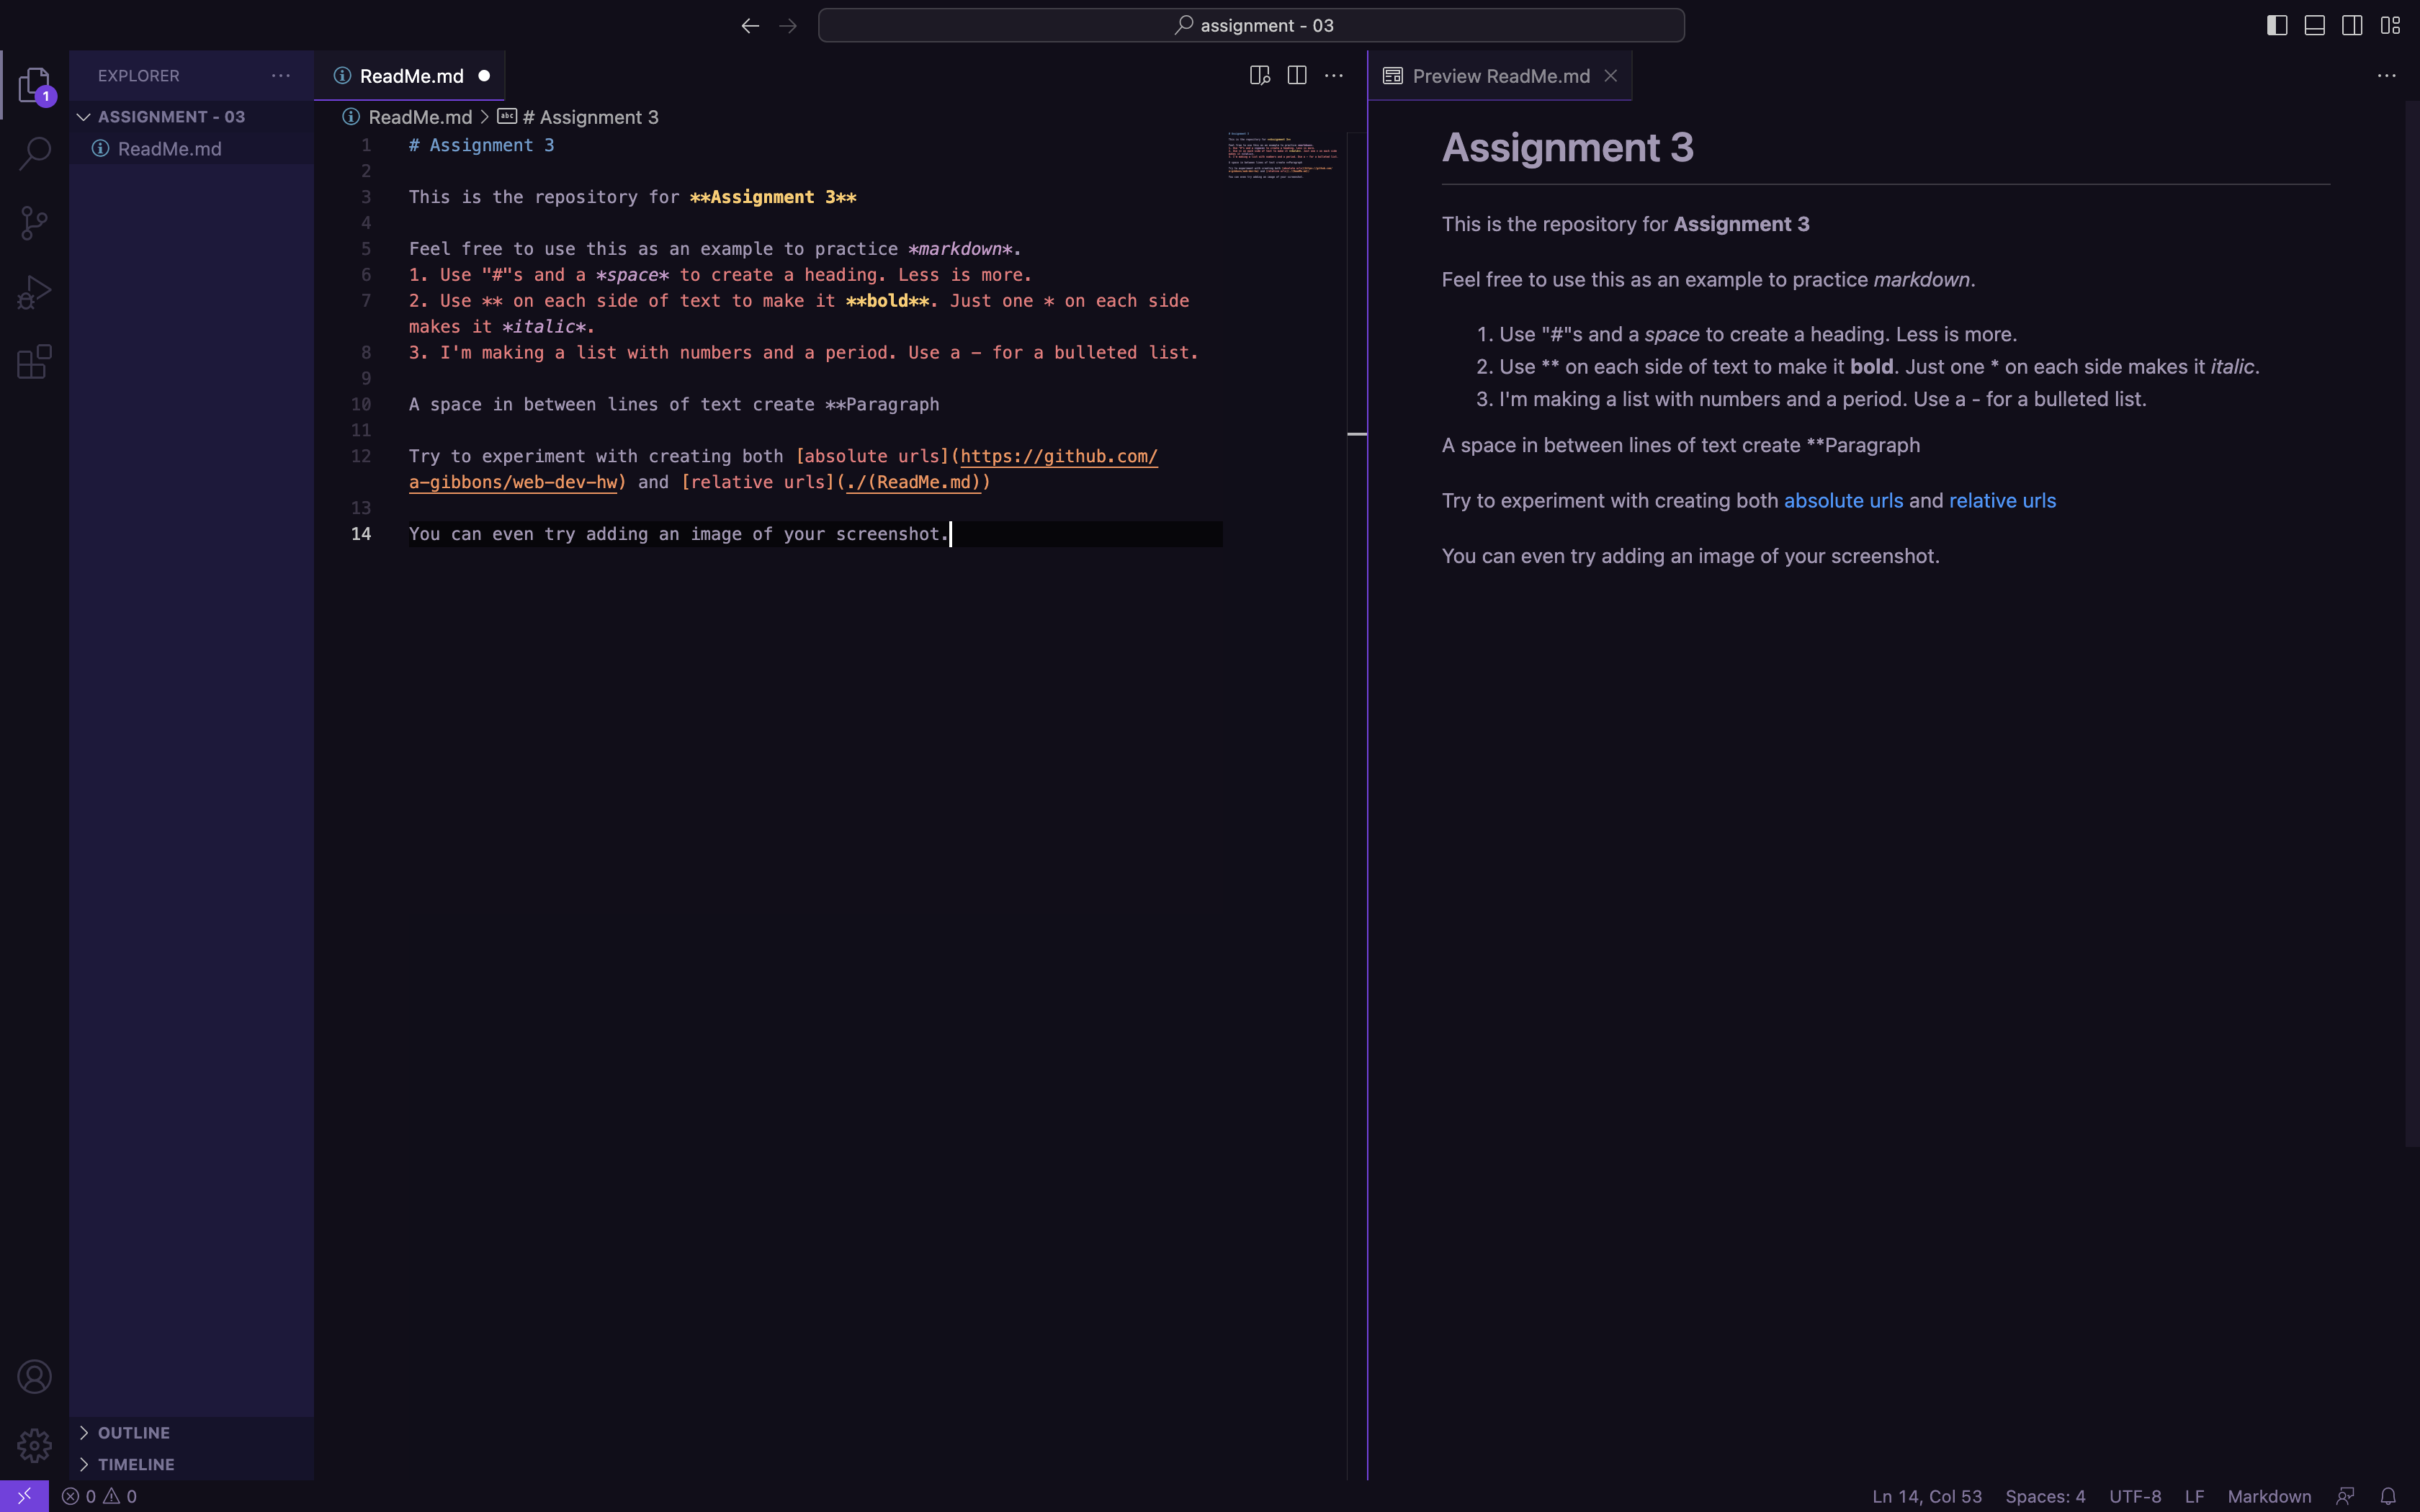 assignment - 03
EXPLORER
ReadMe.md
Preview ReadMe.md
1
ASSIGNMENT - 03
ReadMe.md
ReadMe.md > # Assignment 3
1 # Assignment 3
2
3 This is the repository for **Assignment 3**
4
5 Feel free to use this as an example to practice *markdown*.
6 1. Use "#"s and a *space* to create a heading. Less is more.
7 2. Use ** on each side of text to make it **bold**. Just one * on each side
makes it *italic*.
8 3. I'm making a list with numbers and a period. Use a - for a bulleted list.
9
10 A space in between lines of text create **Paragraph
11
12 Try to experiment with creating both [absolute urls](https://github.com/
a-gibbons/web-dev-hw) and [relative urls](./(ReadMe.md))
13
14 You can even try adding an image of your screenshot.
Assignment 3
This is the repository for Assignment 3
Feel free to use this as an example to practice markdown.
1. Use "#"s and a space to create a heading. Less is more.
2. Use ** on each side of text to make it bold. Just one * on each side makes it italic.
3. I'm making a list with numbers and a period. Use a - for a bulleted list.
A space in between lines of text create **Paragraph
Try to experiment with creating both absolute urls and relative urls
You can even try adding an image of your screenshot.
OUTLINE
TIMELINE
0 0
Ln 14, Col 53 Spaces: 4 UTF-8 LF Markdown